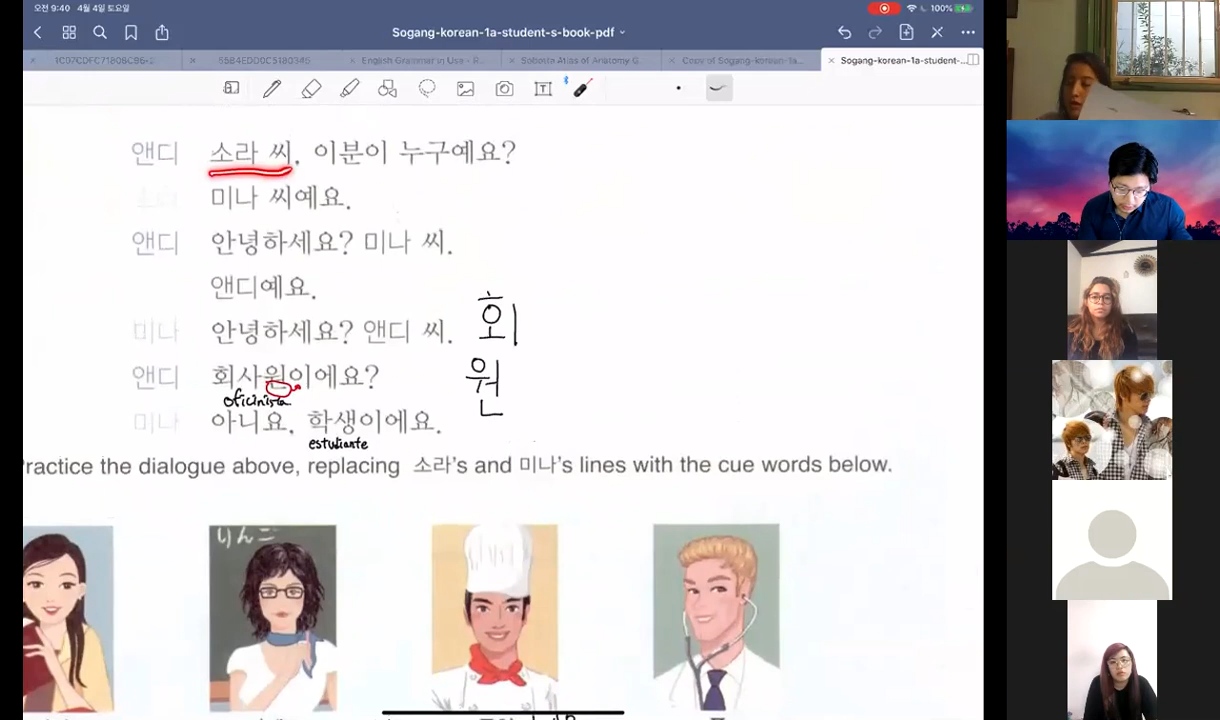 오전 9:40 4월 4일 토요일
100%
Sogang-korean-1a-student-s-book-pdf
English Grammar in Use - R...
Sobotta Atlas of Anatomy G...
Copy of Sogang-korean-1a...
Sogang-korean-1a-student-...
앤디 소라 씨, 이분이 누구예요?
소라 미나 씨예요.
앤디 안녕하세요? 미나 씨.
앤디예요.
미나 안녕하세요? 앤디 씨.
회
앤디 회사원이에요?
원
oficinista
미나 아니요, 학생이에요.
estudiante
Practice the dialogue above, replacing 소라's and 미나's lines with the cue words below.
りんご